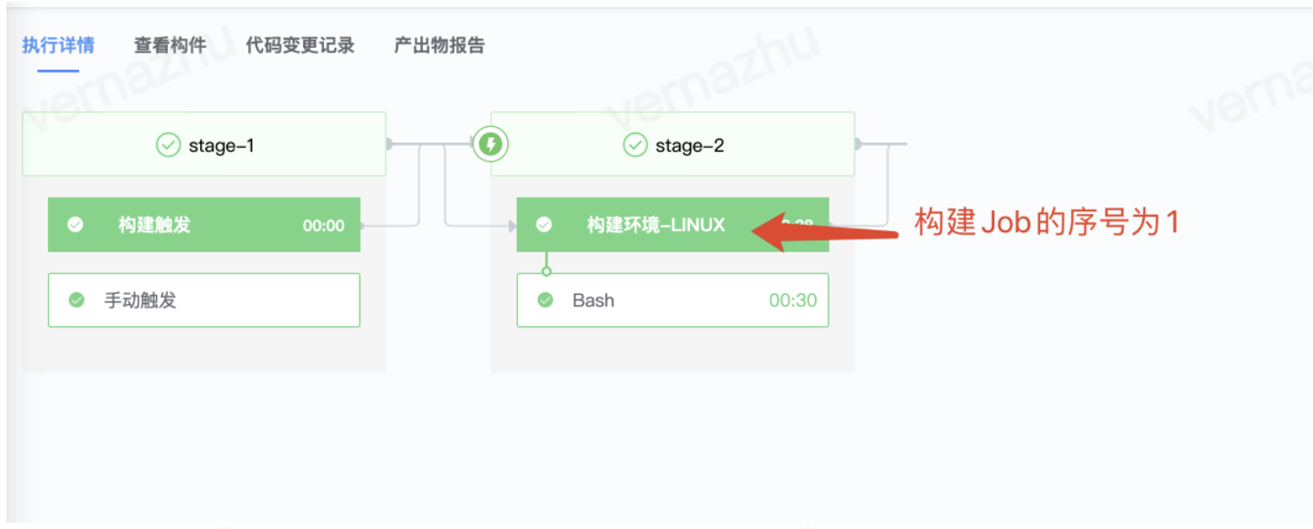 执行详情 查看构件 代码变更记录 产出物报告
stage-1 stage-2
构建触发 00:00 构建环境-LINUX
构建Job的序号为1
手动触发 Bash 00:30
vernazhu
vernazhu